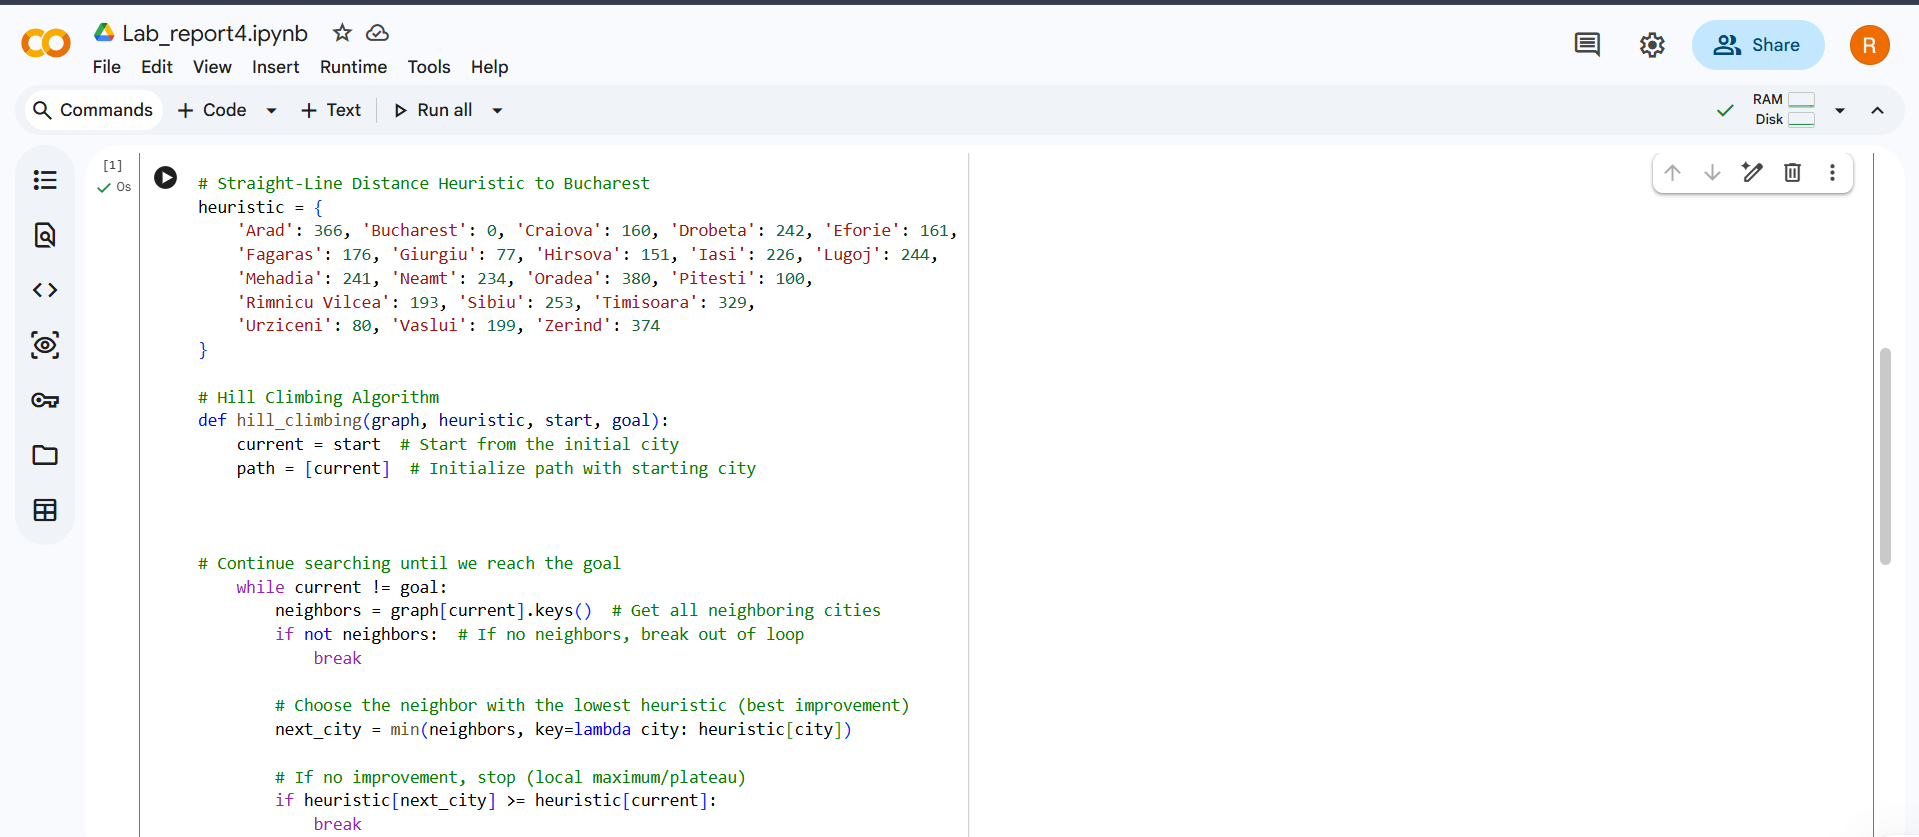 Lab_report4.ipynb
File Edit View Insert Runtime Tools Help
Share
R
Commands + Code + Text Run all
RAM
Disk
[1]
0s
# Straight-Line Distance Heuristic to Bucharest
heuristic = {
    'Arad': 366, 'Bucharest': 0, 'Craiova': 160, 'Drobeta': 242, 'Eforie': 161,
    'Fagaras': 176, 'Giurgiu': 77, 'Hirsova': 151, 'Iasi': 226, 'Lugoj': 244,
    'Mehadia': 241, 'Neamt': 234, 'Oradea': 380, 'Pitesti': 100,
    'Rimnicu Vilcea': 193, 'Sibiu': 253, 'Timisoara': 329,
    'Urziceni': 80, 'Vaslui': 199, 'Zerind': 374
}
# Hill Climbing Algorithm
def hill_climbing(graph, heuristic, start, goal):
    current = start  # Start from the initial city
    path = [current]  # Initialize path with starting city
# Continue searching until we reach the goal
    while current != goal:
        neighbors = graph[current].keys()  # Get all neighboring cities
        if not neighbors:  # If no neighbors, break out of loop
            break
        # Choose the neighbor with the lowest heuristic (best improvement)
        next_city = min(neighbors, key=lambda city: heuristic[city])
        # If no improvement, stop (local maximum/plateau)
        if heuristic[next_city] >= heuristic[current]:
            break